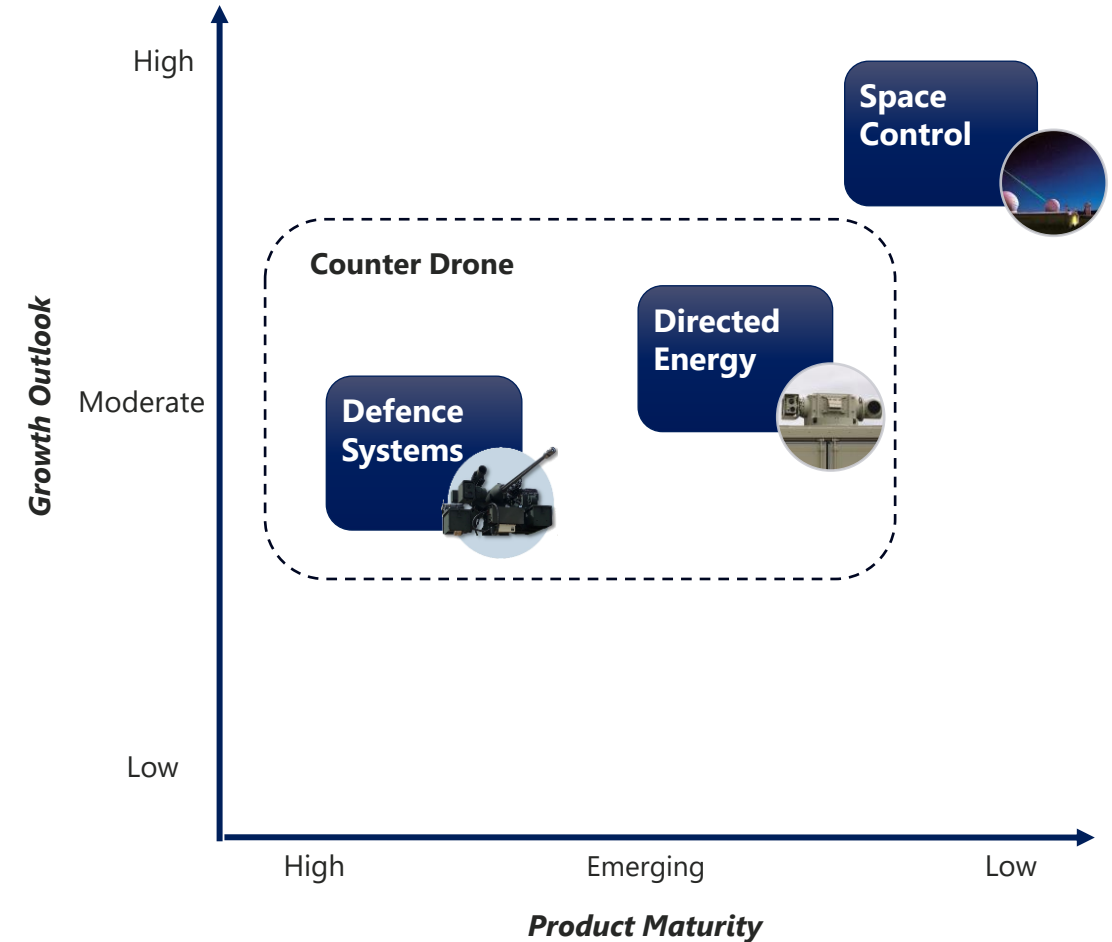 High
Space
Control
Counter Drone
Directed
Energy
Growth Outlook
Moderate
Defence
Systems
Low
High
Emerging
Low
Product Maturity